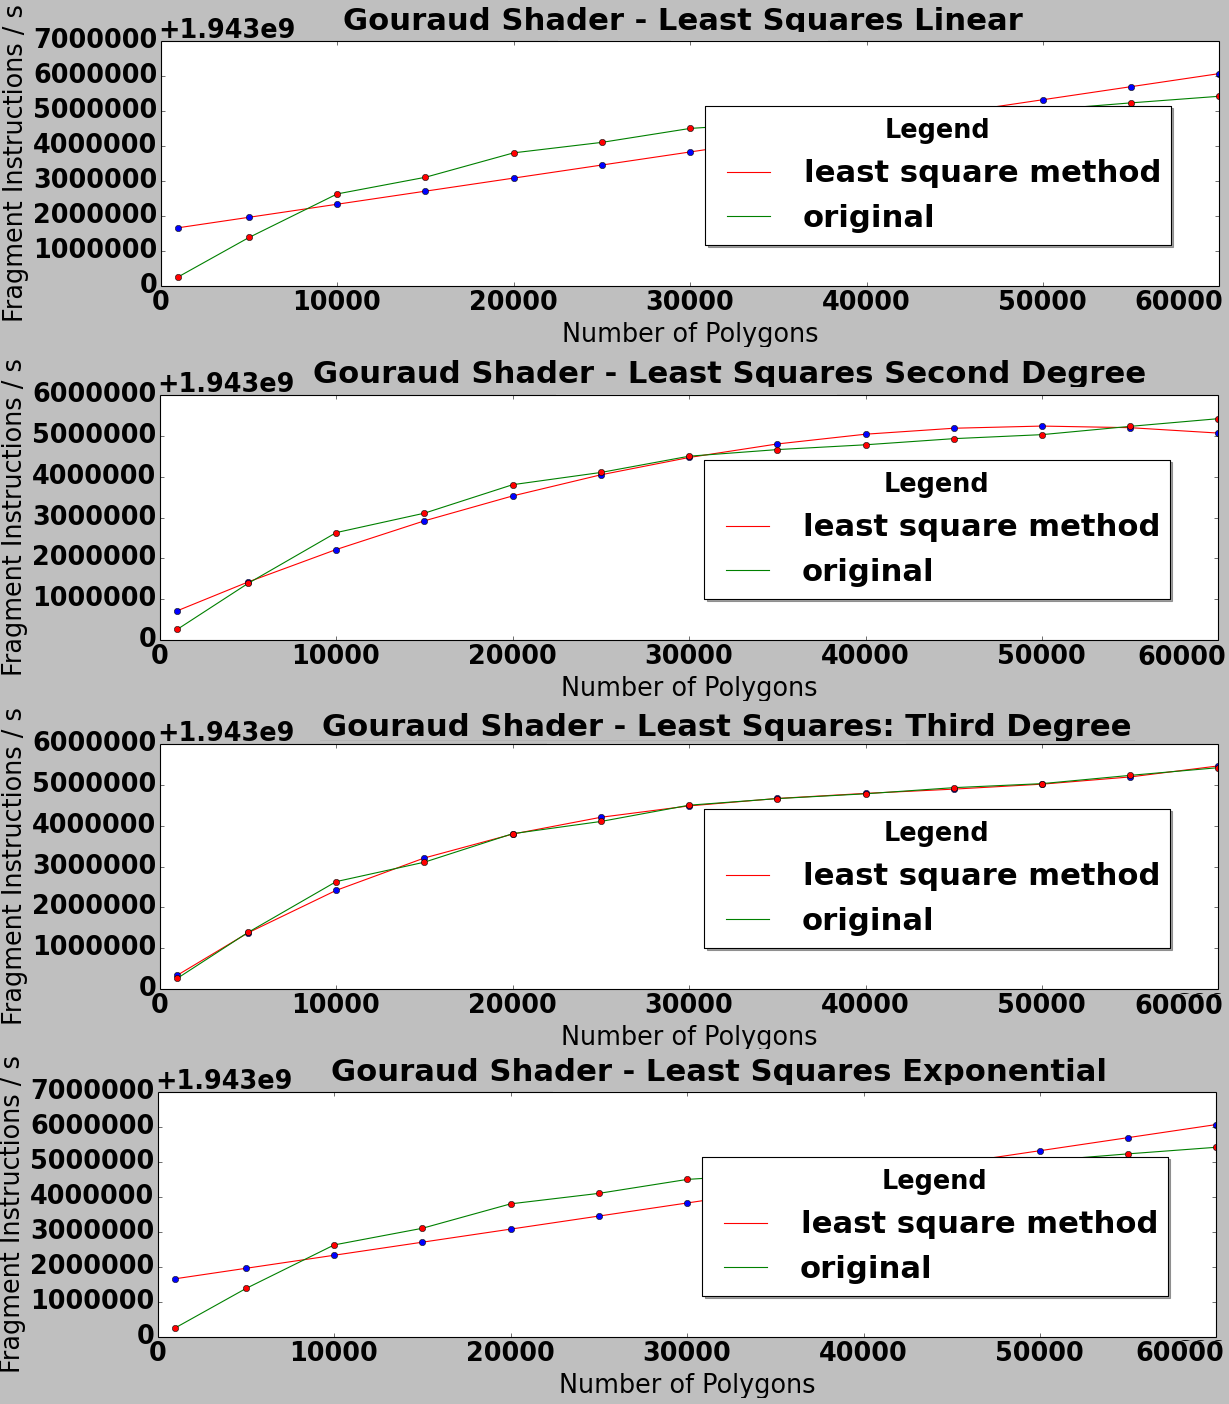 Gouraud Shader - Least Squares Linear
+1.943e9
Fragment Instructions / s
7000000
6000000
5000000
4000000
3000000
2000000
1000000
0
Legend
least square method
original
0 10000 20000 30000 40000 50000 60000
Number of Polygons
Gouraud Shader - Least Squares Second Degree
+1.943e9
Fragment Instructions / s
6000000
5000000
4000000
3000000
2000000
1000000
0
Legend
least square method
original
0 10000 20000 30000 40000 50000 60000
Number of Polygons
Gouraud Shader - Least Squares: Third Degree
+1.943e9
Fragment Instructions / s
6000000
5000000
4000000
3000000
2000000
1000000
0
Legend
least square method
original
0 10000 20000 30000 40000 50000 60000
Number of Polygons
Gouraud Shader - Least Squares Exponential
+1.943e9
Fragment Instructions / s
7000000
6000000
5000000
4000000
3000000
2000000
1000000
0
Legend
least square method
original
0 10000 20000 30000 40000 50000 60000
Number of Polygons